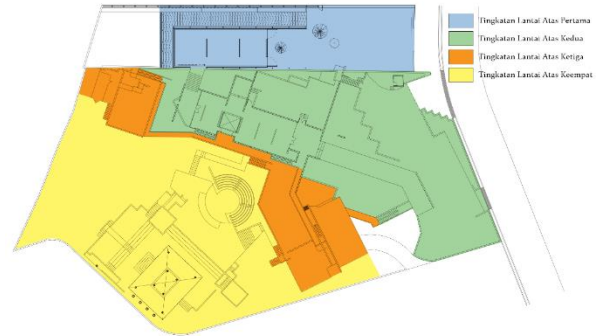 Tingkatan Lantai Atas Pertama
Tingkatan Lantai Atas Kedua
Tingkatan Lantai Atas Ketiga
Tingkatan Lantai Atas Keempat